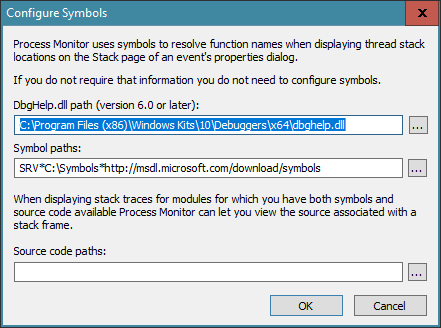 Configure Symbols
X
Process Monitor uses symbols to resolve function names when displaying thread stack
locations on the Stack page of an event's properties dialog.
If you do not require that information you do not need to configure symbols.
DbgHelp.dll path (version 6.0 or later):
C:\Program Files (x86)\Windows Kits\10\Debuggers\x64\dbghelp.dll
...
Symbol paths:
SRV*C:\Symbols*http://msdl.microsoft.com/download/symbols
...
When displaying stack traces for modules for which you have both symbols and
source code available Process Monitor can let you view the source associated with a
stack frame.
Source code paths:
...
OK
Cancel